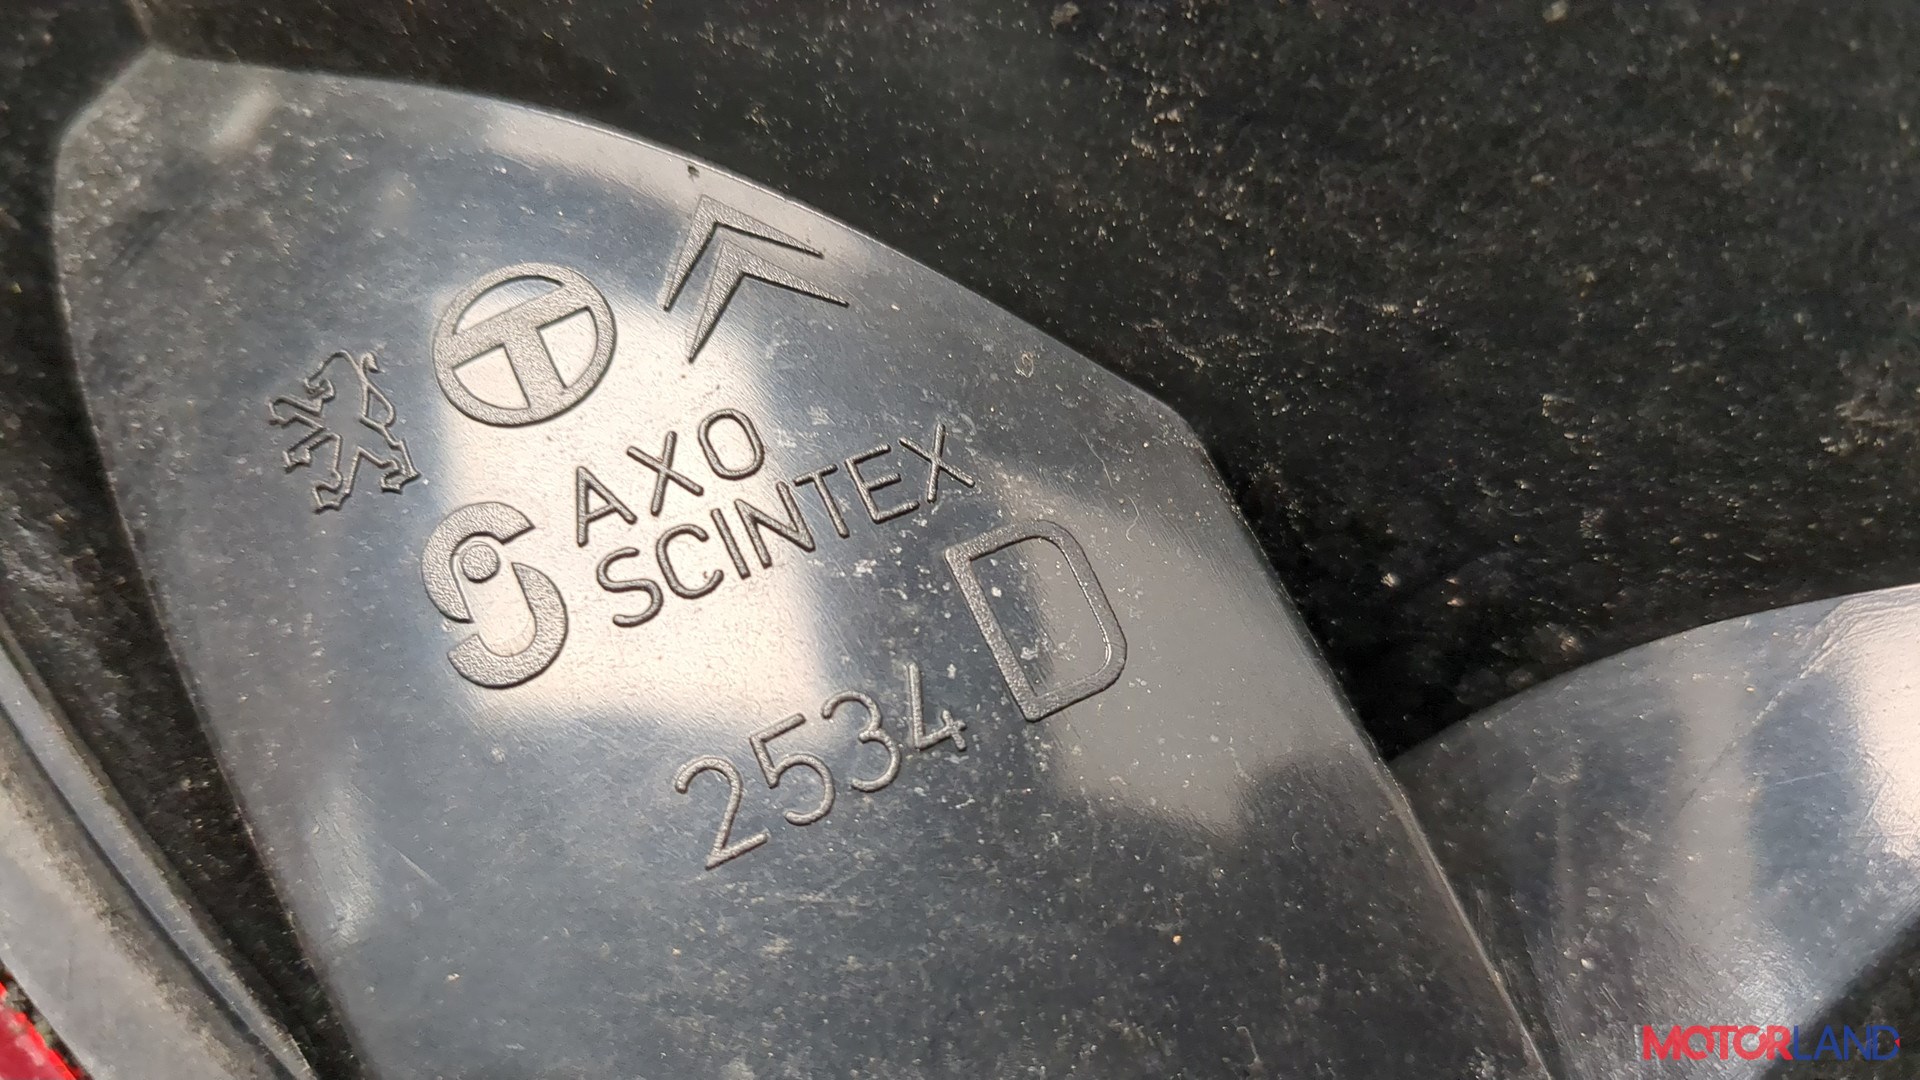 T
AXO
SCINTEX
2534 D
MOTORLAND